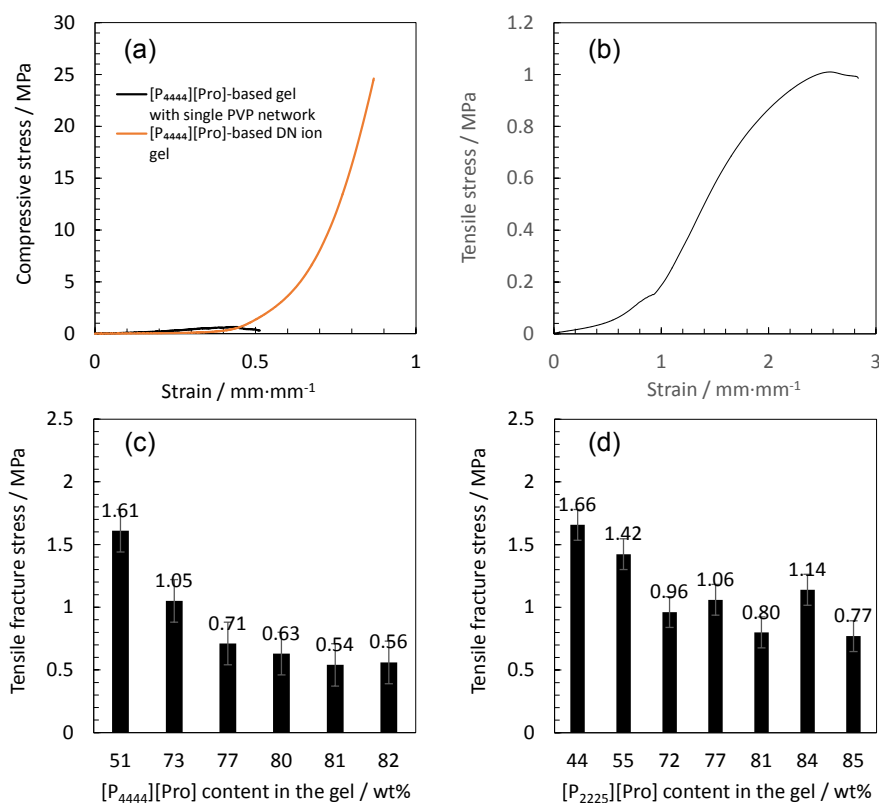 (a)
30
25
20
15
10
5
0
0
0.5
1
Compressive stress / MPa
Strain / mm·mm⁻¹
[P₄₄₄₄][Pro]-based gel
with single PVP network
[P₄₄₄₄][Pro]-based DN ion
gel
(b)
1.2
1
0.8
0.6
0.4
0.2
0
0
1
2
3
Tensile stress / MPa
Strain / mm·mm⁻¹
(c)
2.5
2
1.5
1
0.5
0
Tensile fracture stress / MPa
1.61
1.05
0.71
0.63
0.54
0.56
51 73 77 80 81 82
[P₄₄₄₄][Pro] content in the gel / wt%
(d)
2.5
2
1.5
1
0.5
0
Tensile fracture stress / MPa
1.66
1.42
0.96
1.06
0.80
1.14
0.77
44 55 72 77 81 84 85
[P₂₂₂₅][Pro] content in the gel / wt%